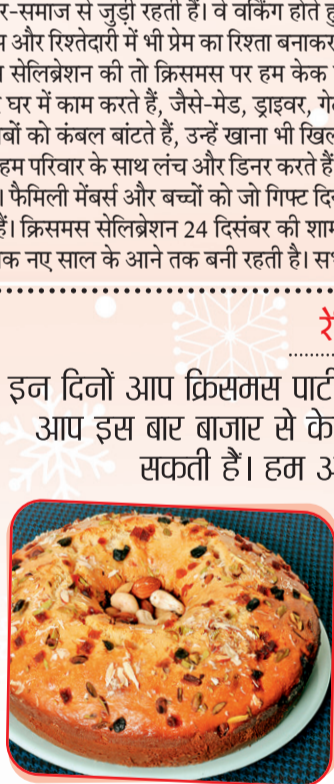 र-समाज से जुड़ी रहती हैं। वे वर्किंग होते हु
और रिश्तेदारी में भी प्रेम का रिश्ता बनाकर
सेलिब्रेशन की तो क्रिसमस पर हम केक
घर में काम करते हैं, जैसे-मेड, ड्राइवर, गे
बों को कंबल बांटते हैं, उन्हें खाना भी खिल
हम परिवार के साथ लंच और डिनर करते हैं
। फैमिली मेंबर्स और बच्चों को जो गिफ्ट दि
हैं। क्रिसमस सेलिब्रेशन 24 दिसंबर की शाम
क नए साल के आने तक बनी रहती है। स
रे
इन दिनों आप क्रिसमस पार्टी
आप इस बार बाजार से के
सकती हैं। हम अ